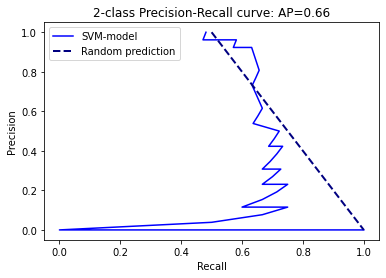 2-class Precision-Recall curve: AP=0.66
SVM-model
Random prediction
Precision
1.0
0.8
0.6
0.4
0.2
0.0
0.0 0.2 0.4 0.6 0.8 1.0
Recall